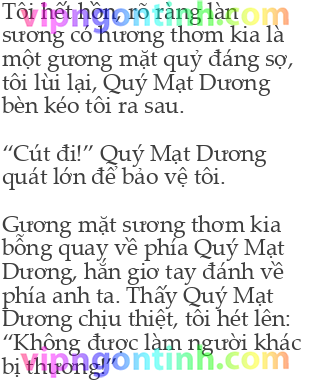 Tôi hết hồn, rõ ràng làn
vipngontinh.com
sương có hương thơm kia là
một gương mặt quỷ đáng sợ,
tôi lùi lại, Quý Mạt Dương
bèn kéo tôi ra sau.
“Cút đi!” Quý Mạt Dương
quát lớn để bảo vệ tôi.
Gương mặt sương thơm kia
bỗng quay về phía Quý Mạt
Dương, hắn giơ tay đánh về
phía anh ta. Thấy Quý Mạt
Dương chịu thiệt, tôi hét lên:
“Không được làm người khác
vipngontinh.com
bị thương!”